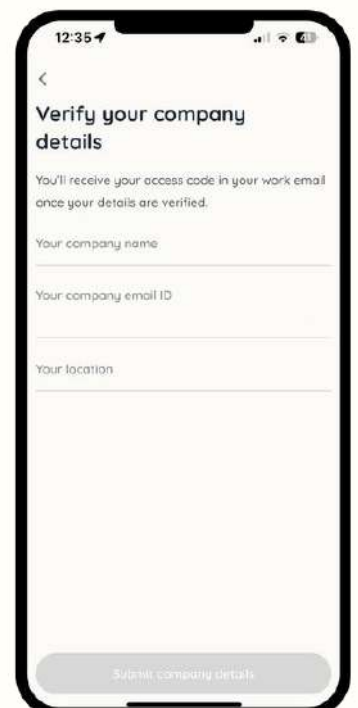 12:35
Verify your company
details
You'll receive your access code in your work email
once your details are verified.
Your company name
Your company email ID
Your location
Submit company details